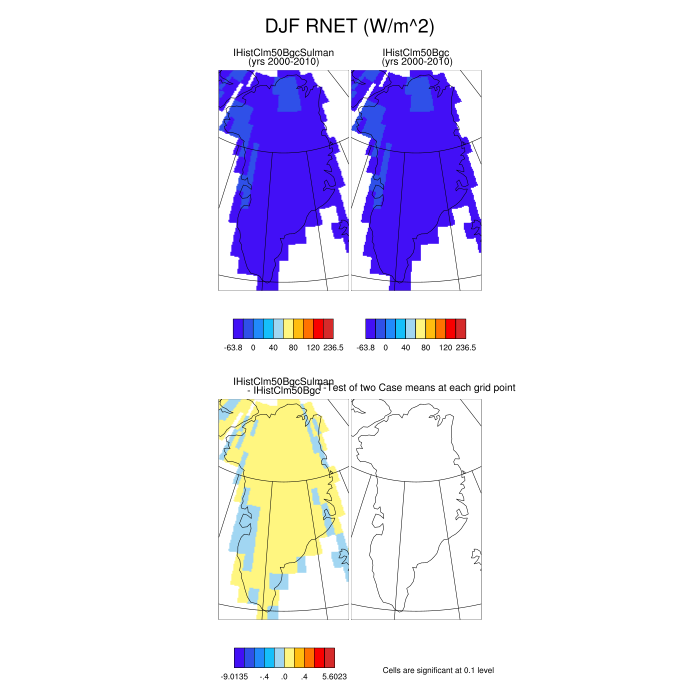 DJF RNET (W/m^2)
IHistClm50BgcSulman
(yrs 2000-2010)
IHistClm50Bgc
(yrs 2000-2010)
-63.8 0 40 80 120 236.5
-63.8 0 40 80 120 236.5
IHistClm50BgcSulman
- IHistClm50Bgc
T-Test of two Case means at each grid point
-9.0135 -.4 .0 .4 5.6023
Cells are significant at 0.1 level